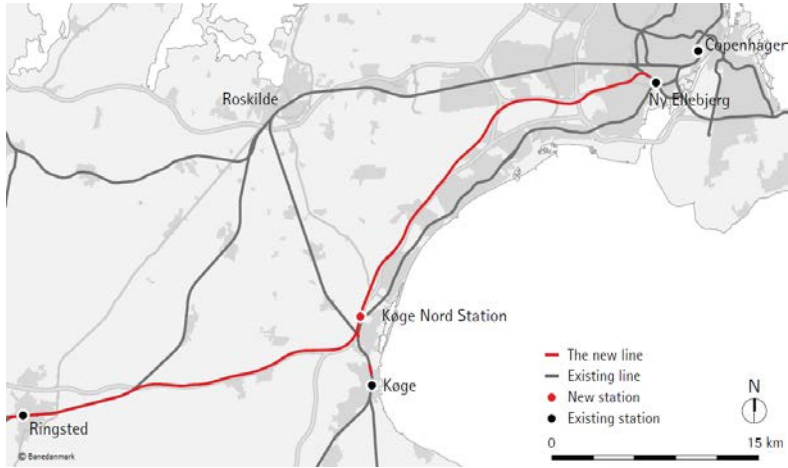 Copenhagen
Ny Ellebjerg
Roskilde
Køge Nord Station
Køge
Ringsted
The new line
Existing line
New station
Existing station
N
0
15 km
© Banedanmark